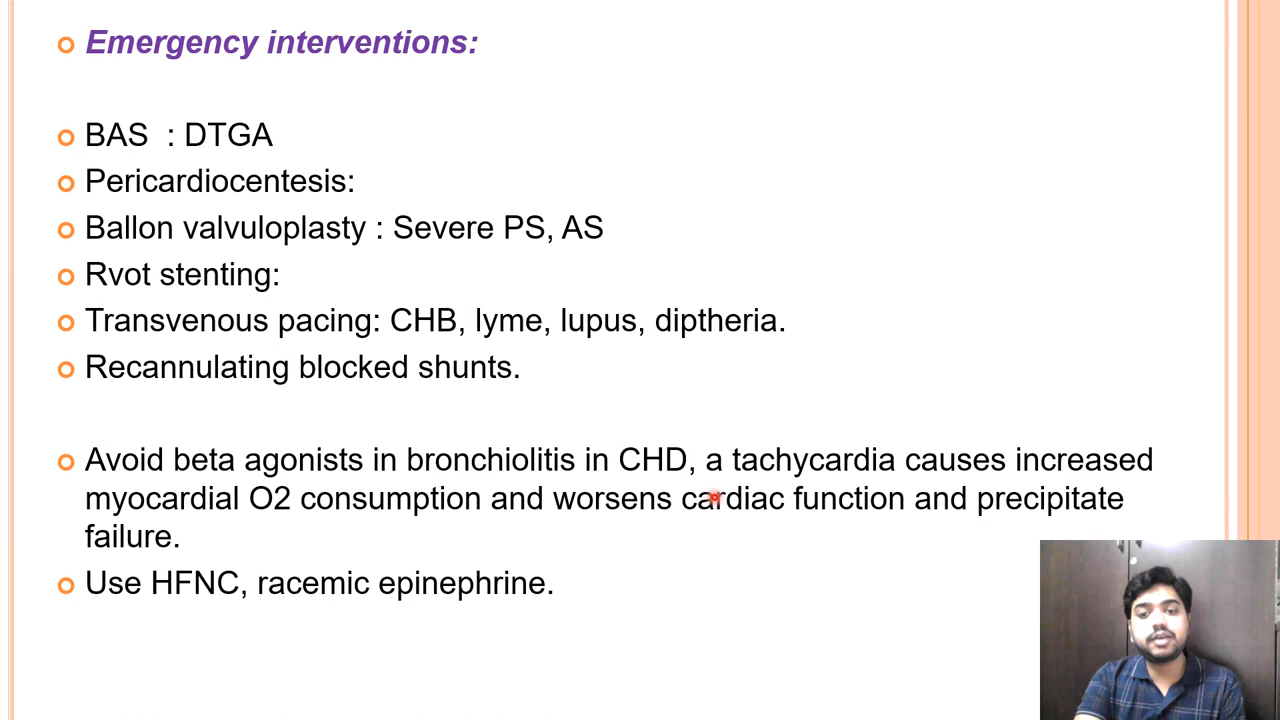 Emergency interventions:
BAS : DTGA
Pericardiocentesis:
Ballon valvuloplasty : Severe PS, AS
Rvot stenting:
Transvenous pacing: CHB, lyme, lupus, diptheria.
Recannulating blocked shunts.
Avoid beta agonists in bronchiolitis in CHD, a tachycardia causes increased
myocardial O2 consumption and worsens cardiac function and precipitate
failure.
Use HFNC, racemic epinephrine.